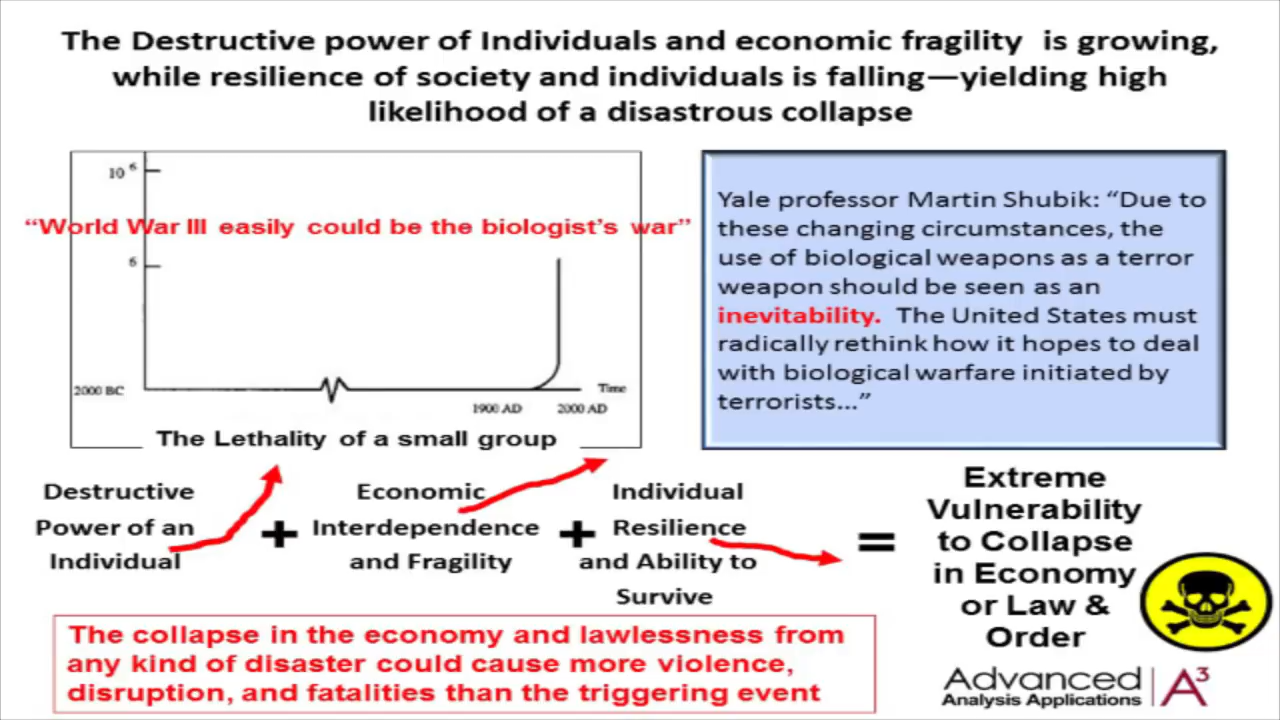 The Destructive power of Individuals and economic fragility is growing,
while resilience of society and individuals is falling—yielding high
likelihood of a disastrous collapse
10 6
"World War III easily could be the biologist's war"
6
2000 BC
Time
1900 AD
2000 AD
The Lethality of a small group
Yale professor Martin Shubik: "Due to
these changing circumstances, the
use of biological weapons as a terror
weapon should be seen as an
inevitability. The United States must
radically rethink how it hopes to deal
with biological warfare initiated by
terrorists..."
Destructive
Power of an
Individual
+
Economic
Interdependence
and Fragility
+
Individual
Resilience
and Ability to
Survive
=
Extreme
Vulnerability
to Collapse
in Economy
or Law &
Order
The collapse in the economy and lawlessness from
any kind of disaster could cause more violence,
disruption, and fatalities than the triggering event
Advanced
Analysis Applications
A3